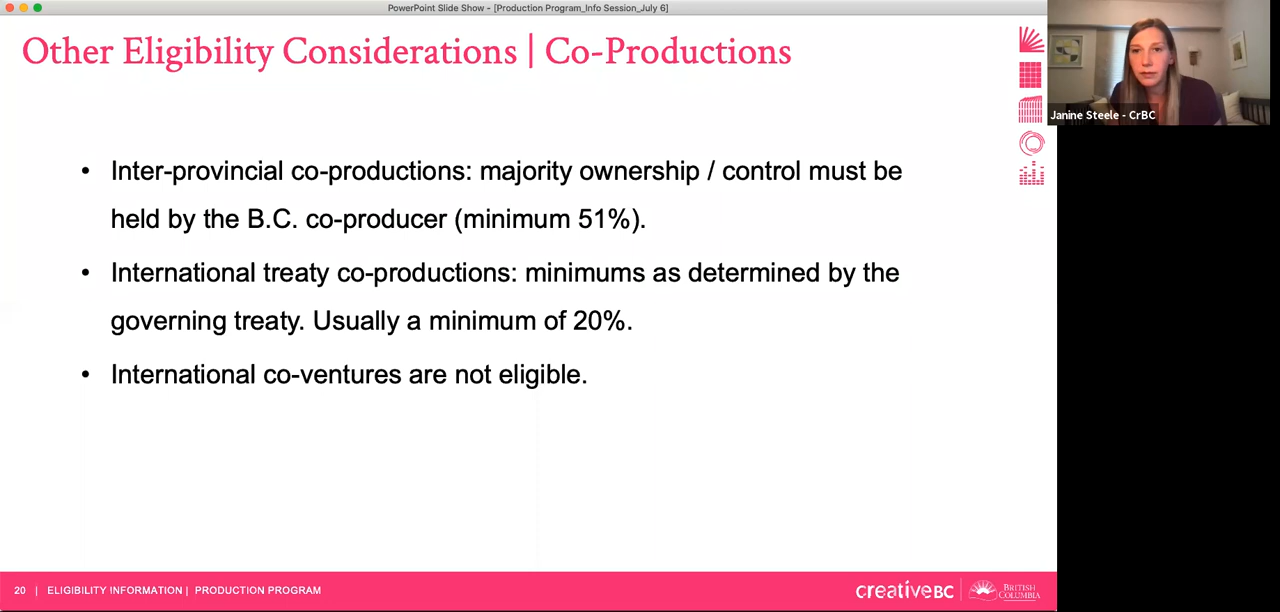 PowerPoint Slide Show - [Production Program_Info Session_July 6]
Other Eligibility Considerations | Co-Productions
Janine Steele - CrBC
• Inter-provincial co-productions: majority ownership / control must be
held by the B.C. co-producer (minimum 51%).
• International treaty co-productions: minimums as determined by the
governing treaty. Usually a minimum of 20%.
• International co-ventures are not eligible.
20 | ELIGIBILITY INFORMATION | PRODUCTION PROGRAM
creativeBC
BRITISH
COLUMBIA